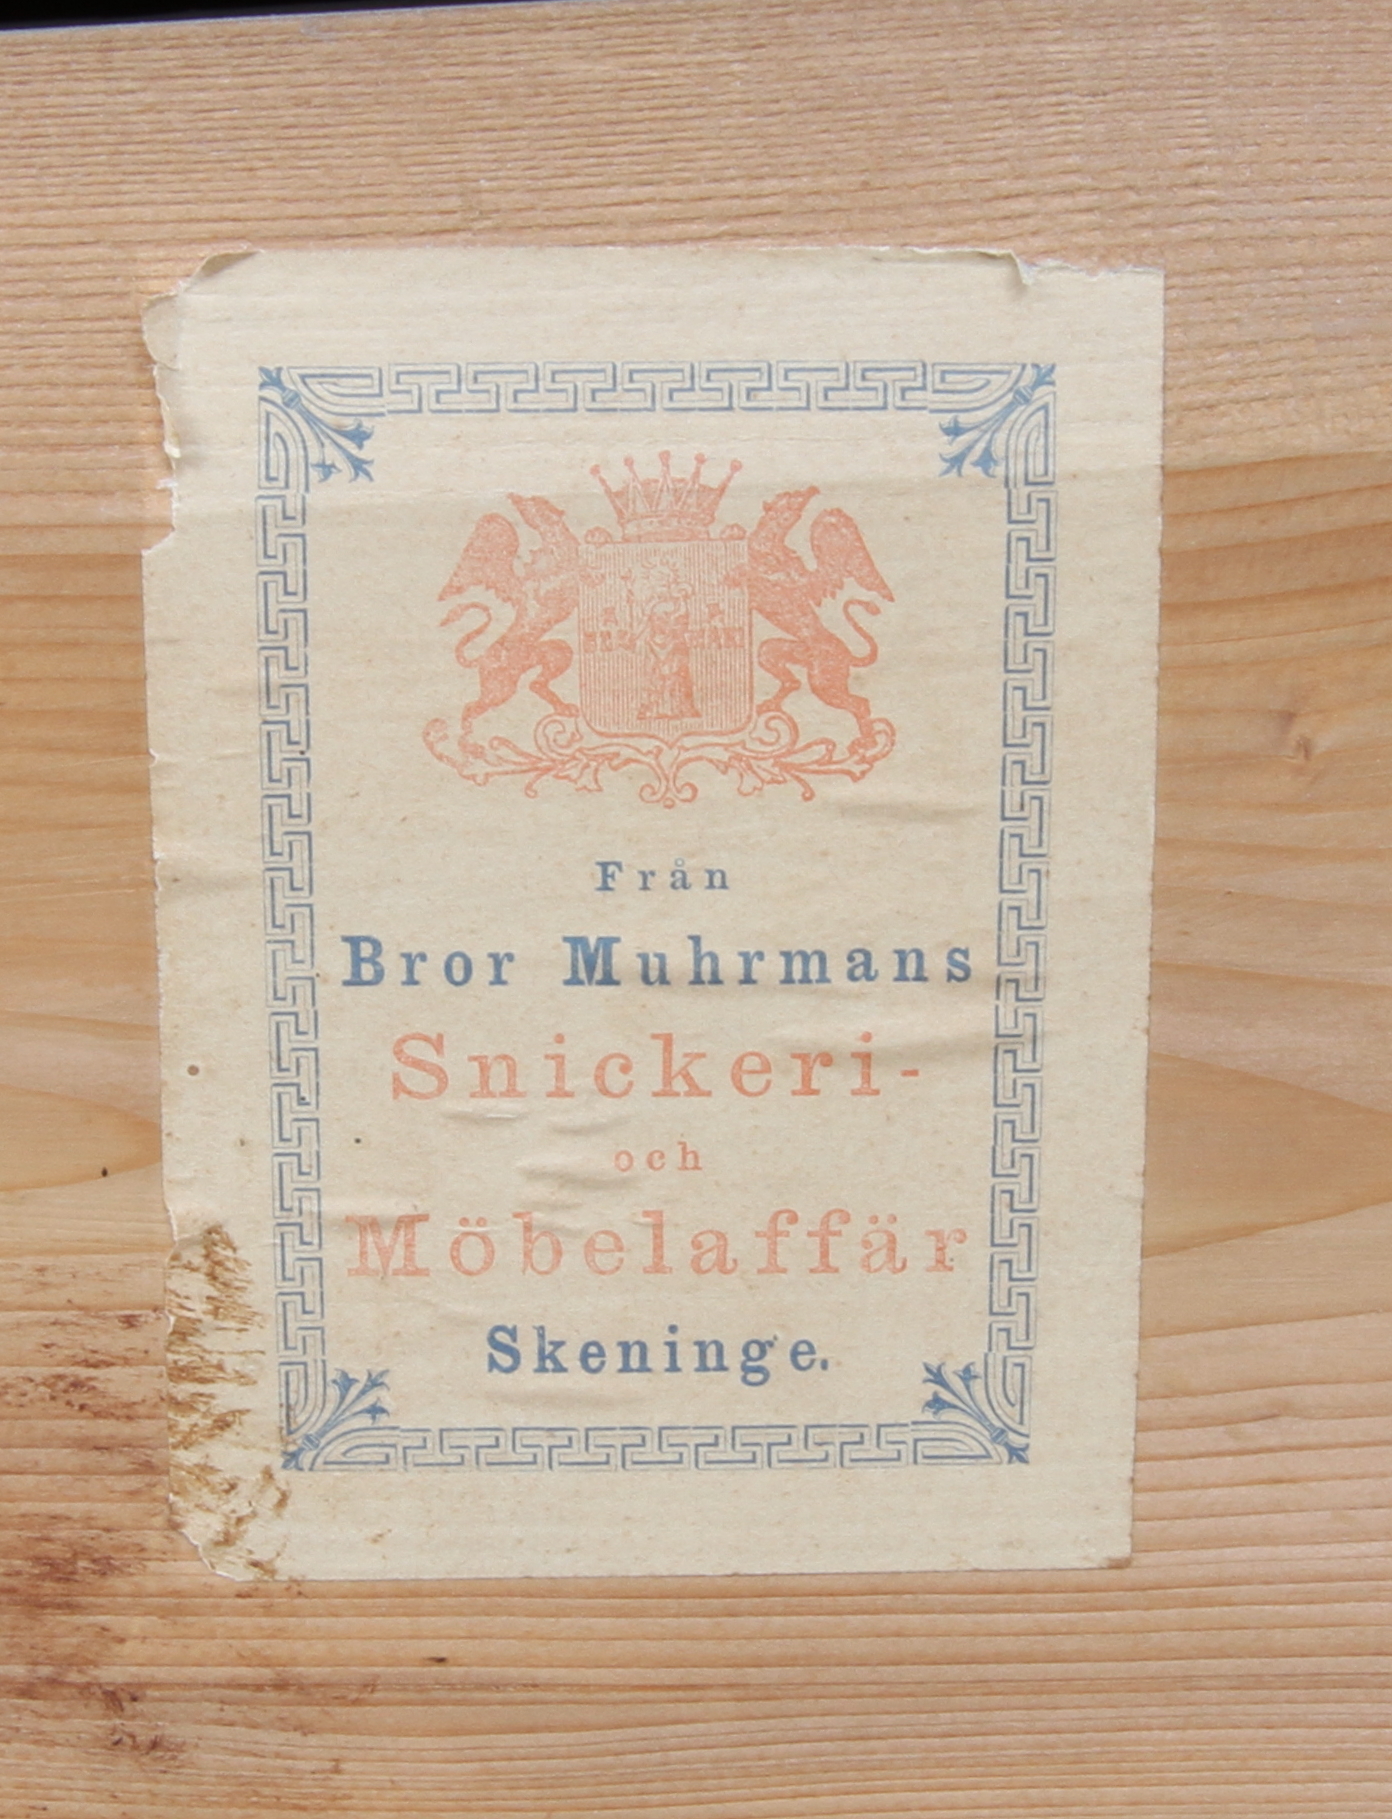 Från
Bror Muhrmans
Snickeri-
och
Möbelaffär
Skeninge.